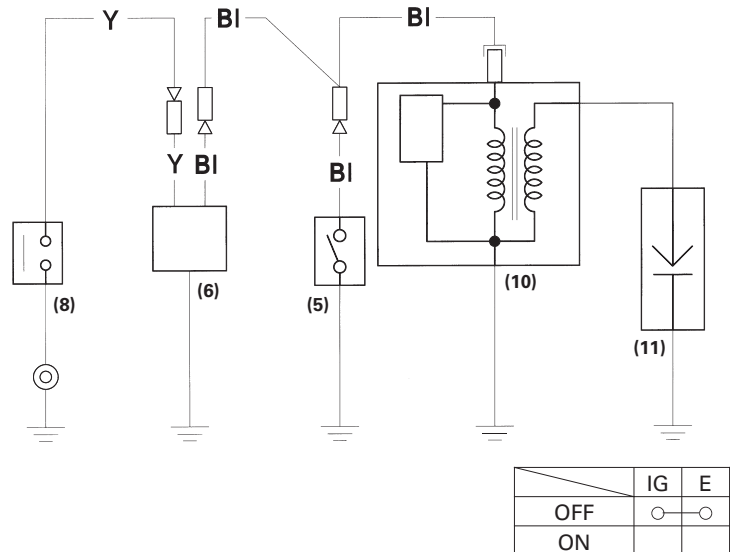 Y
Bl
Bl
Y Bl
Bl
(8)
(6)
(5)
(10)
(11)
IG E
OFF
ON